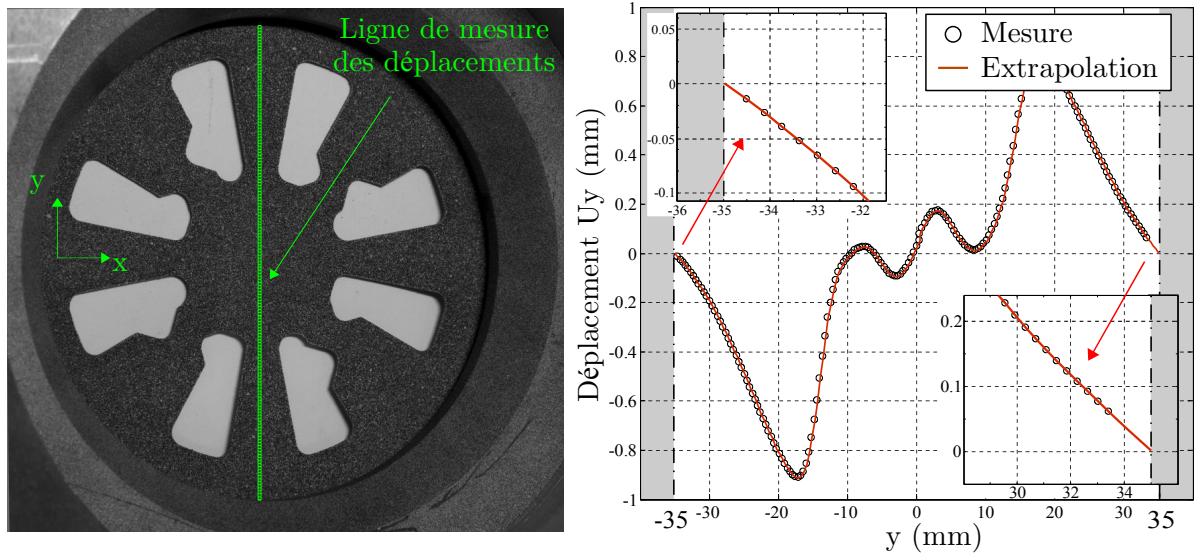 Ligne de mesure
des déplacements
y
x
Déplacement Uy (mm)
1
0.8
0.6
0.4
0.2
0
-0.2
-0.4
-0.6
-0.8
-1
Mesure
Extrapolation
0.05
0
-0.05
-0.1
-36 -35 -34 -33 -32
0.2
0.1
0
30 32 34
-35 -30 -20 -10 0 10 20 30 35
y (mm)